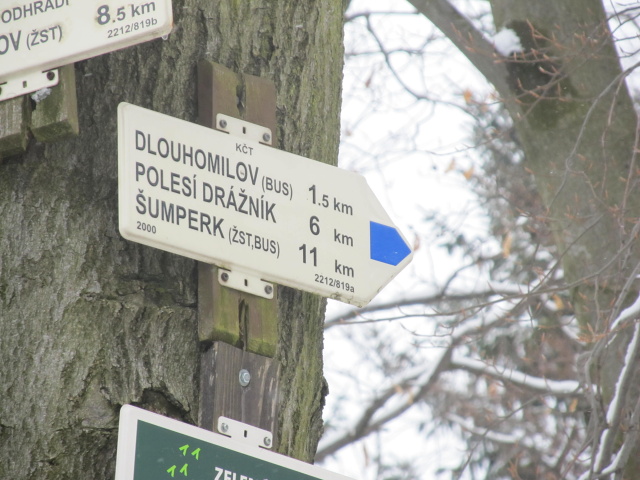 8.5 km
OV (ŽST)
2212/819b
KČT
DLOUHOMILOV (BUS) 1.5 km
POLESÍ DRÁŽNÍK 6 km
ŠUMPERK (ŽST,BUS) 11 km
2000
2212/819a